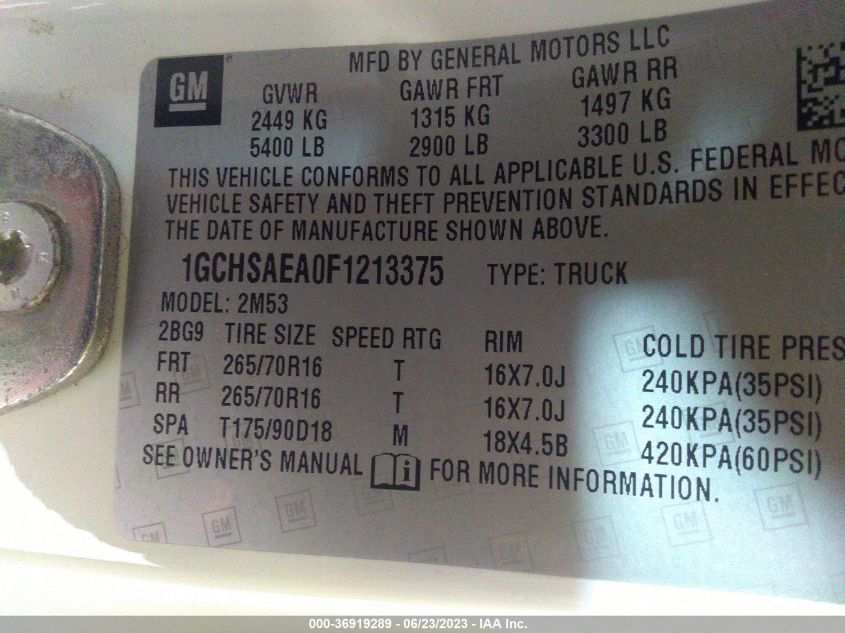 MFD BY GENERAL MOTORS LLC
GM
GVWR GAWR FRT GAWR RR
2449 KG 1315 KG 1497 KG
5400 LB 2900 LB 3300 LB
THIS VEHICLE CONFORMS TO ALL APPLICABLE U.S. FEDERAL MO
VEHICLE SAFETY AND THEFT PREVENTION STANDARDS IN EFFEC
THE DATE OF MANUFACTURE SHOWN ABOVE.
1GCHSAEA0F1213375 TYPE: TRUCK
MODEL: 2M53
2BG9 TIRE SIZE SPEED RTG RIM COLD TIRE PRES
FRT 265/70R16 T 16X7.0J 240KPA(35PSI)
RR 265/70R16 T 16X7.0J 240KPA(35PSI)
SPA T175/90D18 M 18X4.5B 420KPA(60PSI)
SEE OWNER'S MANUAL i FOR MORE INFORMATION.
000-36919289 - 06/23/2023 - IAA Inc.